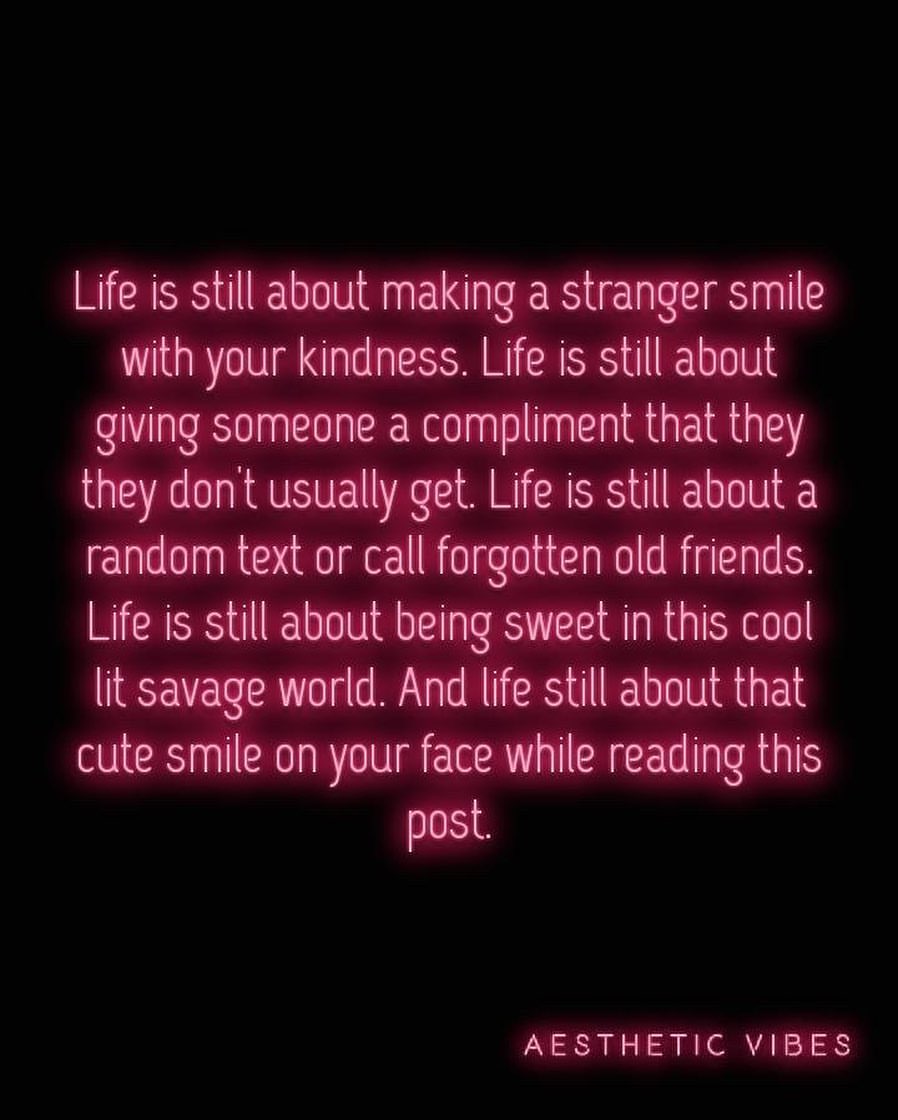 Life is still about making a stranger smile
with your kindness. Life is still about
giving someone a compliment that they
they don't usually get. Life is still about a
random text or call forgotten old friends.
Life is still about being sweet in this cool
lit savage world. And life still about that
cute smile on your face while reading this
post.
AESTHETIC VIBES